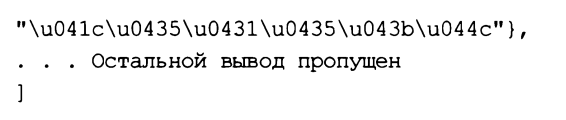 "\u041c\u0435\u0431\u0435\u043b\u044c"},
. . . Остальной вывод пропущен
]